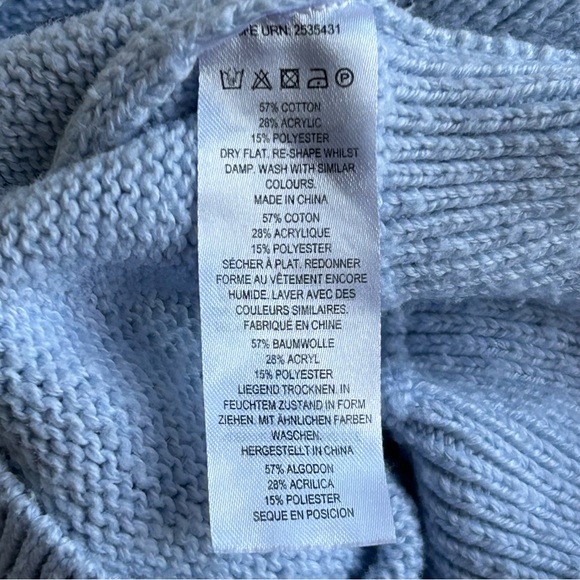 URN: 2535431
P
57% COTTON
28% ACRYLIC
15% POLYESTER
DRY FLAT. RE-SHAPE WHILST
DAMP. WASH WITH SIMILAR
COLOURS.
MADE IN CHINA
57% COTON
28% ACRYLIQUE
15% POLYESTER
SÉCHER À PLAT. REDONNER
FORME AU VÊTEMENT ENCORE
HUMIDE. LAVER AVEC DES
COULEURS SIMILAIRES.
FABRIQUÉ EN CHINE
57% BAUMWOLLE
28% ACRYL
15% POLYESTER
LIEGEND TROCKNEN. IN
FEUCHTEM ZUSTAND IN FORM
ZIEHEN. MIT ÄHNLICHEN FARBEN
WASCHEN.
HERGESTELLT IN CHINA
57% ALGODON
28% ACRILICA
15% POLIESTER
SEQUE EN POSICION